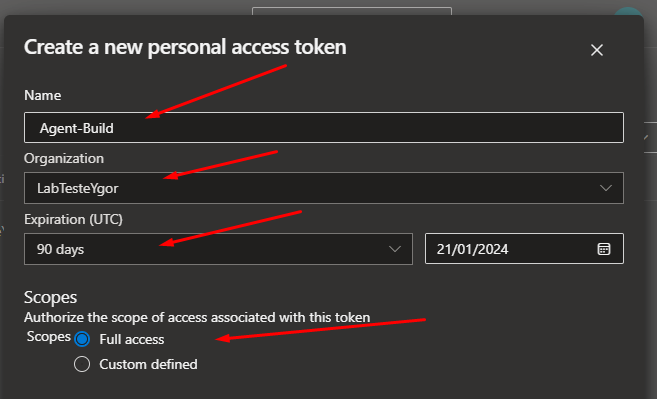 Create a new personal access token
Name
Agent-Build
Organization
LabTesteYgor
Expiration (UTC)
90 days
21/01/2024
Scopes
Authorize the scope of access associated with this token
Scopes Full access
Custom defined